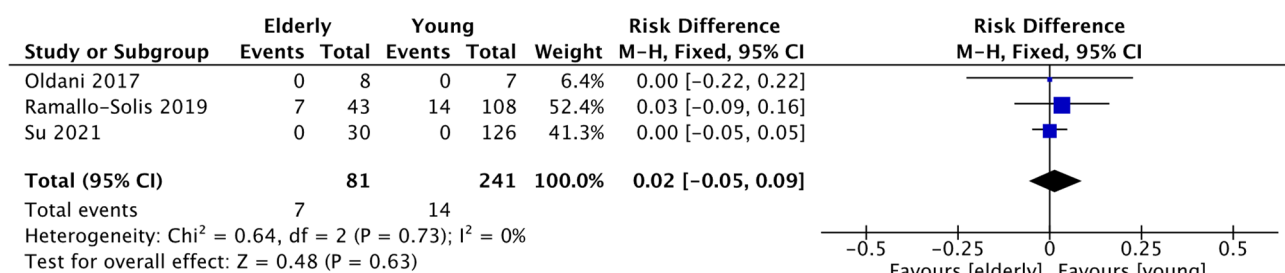 Elderly Young Risk Difference Risk Difference
Study or Subgroup Events Total Events Total Weight M-H, Fixed, 95% CI M-H, Fixed, 95% CI
Oldani 2017 0 8 0 7 6.4% 0.00 [-0.22, 0.22]
Ramallo-Solis 2019 7 43 14 108 52.4% 0.03 [-0.09, 0.16]
Su 2021 0 30 0 126 41.3% 0.00 [-0.05, 0.05]
Total (95% CI) 81 241 100.0% 0.02 [-0.05, 0.09]
Total events 7 14
Heterogeneity: Chi² = 0.64, df = 2 (P = 0.73); I² = 0%
-0.5 -0.25 0 0.25 0.5
Test for overall effect: Z = 0.48 (P = 0.63)
Favours [elderly] Favours [young]